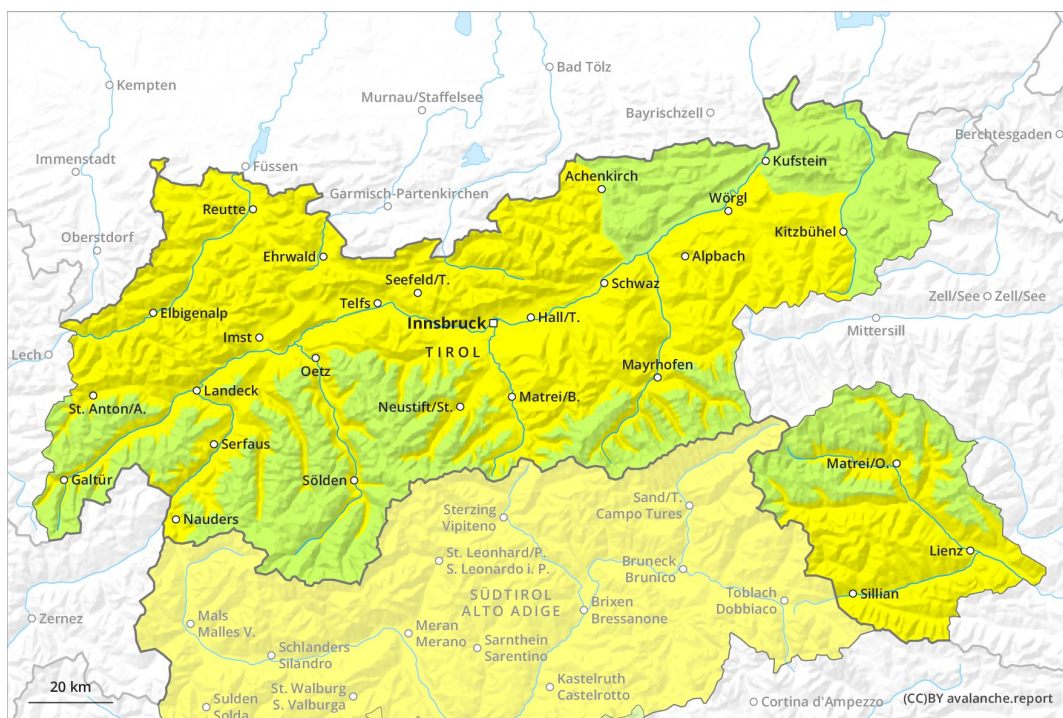 Kempten
Bad Tölz
Murnau/Staffelsee
Bayrischzell
Berchtesgaden
Immenstadt
Füssen
Kufstein
Garmisch-Partenkirchen
Achenkirch
Reutte
Wörgl
Oberstdorf
Kitzbühel
Ehrwald
Alpbach
Seefeld/T.
Schwaz
Zell/See
Zell/See
Telfs
Elbigenalp
Innsbruck
Hall/T.
Mittersill
Imst
Lech
TIROL
Oetz
Mayrhofen
Landeck
St. Anton/A.
Neustift/St.
Matrei/B.
Serfaus
Matrei/O.
Galtür
Sölden
Sand/T.
Campo Tures
Nauders
Sterzing
Vipiteno
Lienz
St. Leonhard/P.
S. Leonardo i. P.
Bruneck
Brunico
Sillian
SÜDTIROL
ALTO ADIGE
Toblach
Dobbiaco
Brixen
Bressanone
Zernez
Mals
Malles V.
Meran
Merano
Sarnthein
Sarentino
Schlanders
Silandro
20 km
St. Walburg
S. Valburga
Kastelruth
Castelrotto
Sulden
Solda
Cortina d'Ampezzo
(CC)BY avalanche.report